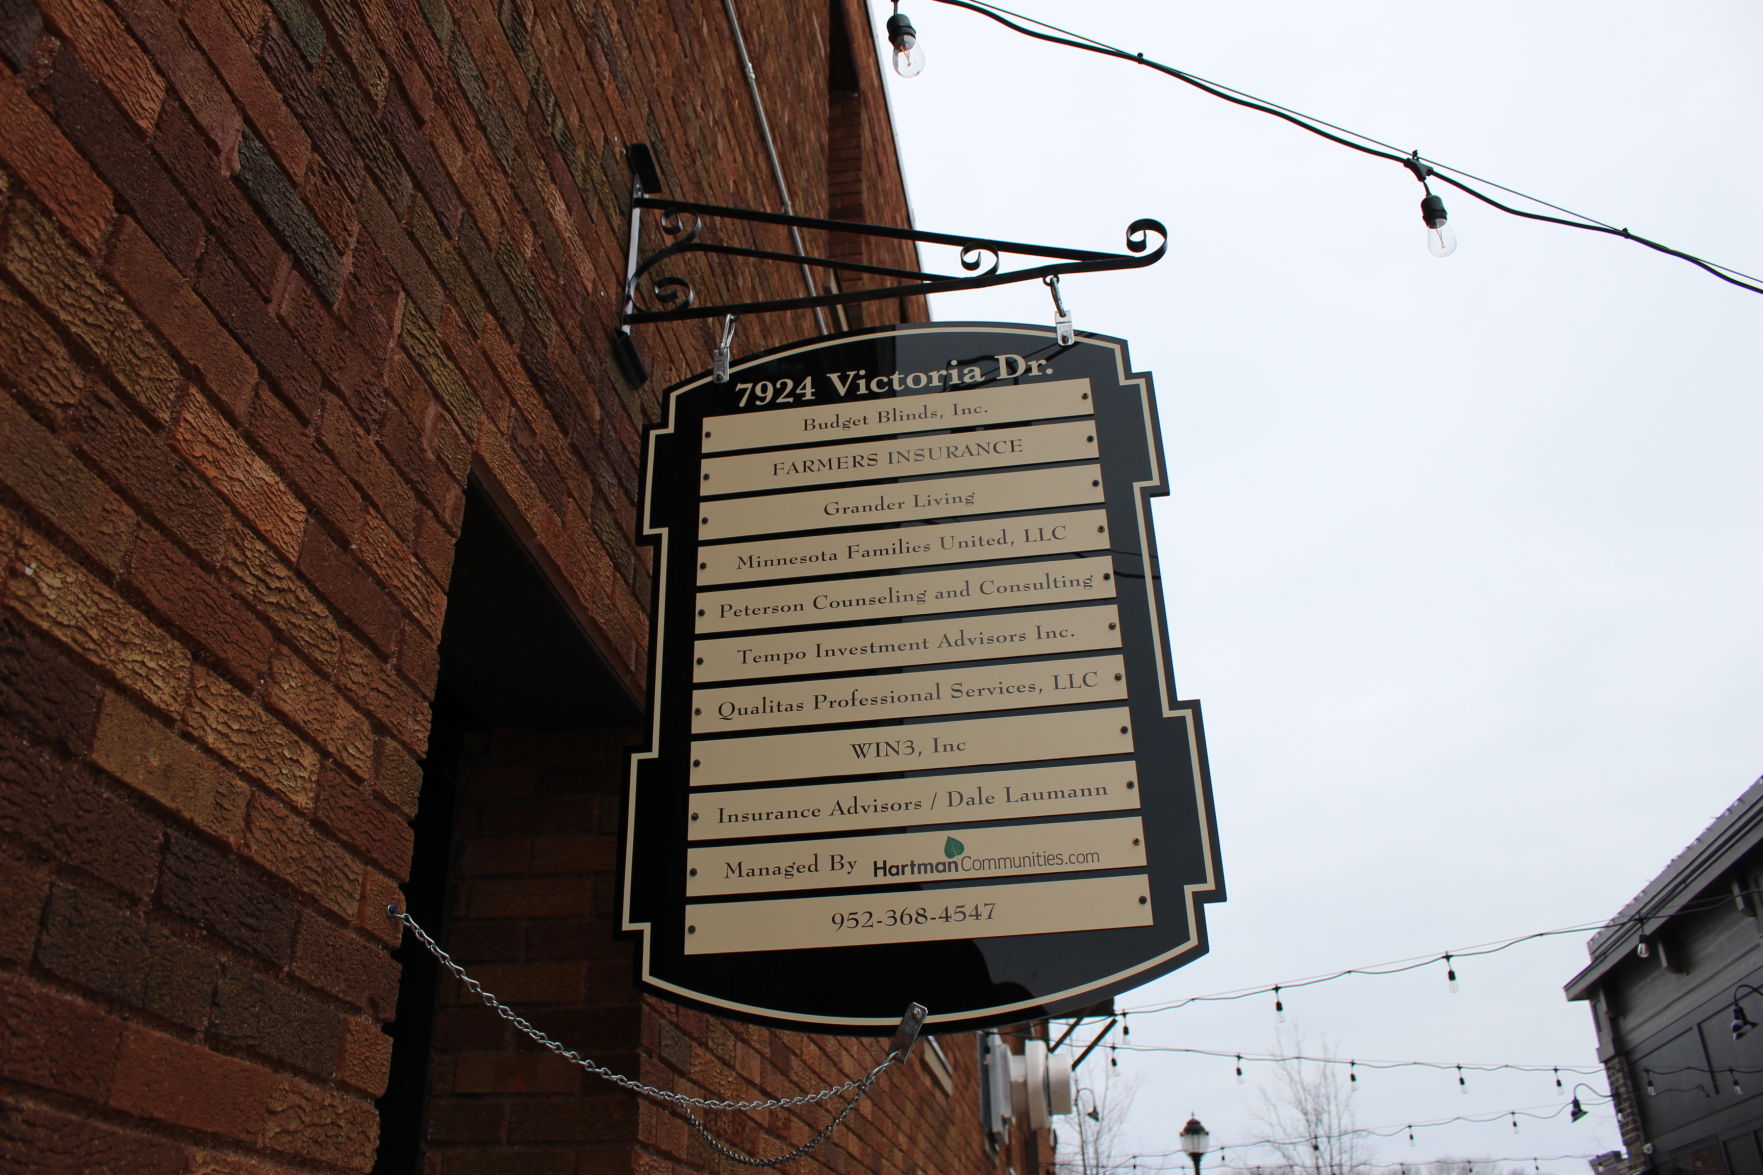 7924 Victoria Dr.
Budget Blinds, Inc.
FARMERS INSURANCE
Grander Living
Minnesota Families United, LLC
Peterson Counseling and Consulting
Tempo Investment Advisors Inc.
Qualitas Professional Services, LLC
WIN3, Inc
Insurance Advisors / Dale Laumann
Managed By HartmanCommunities.com
952-368-4547